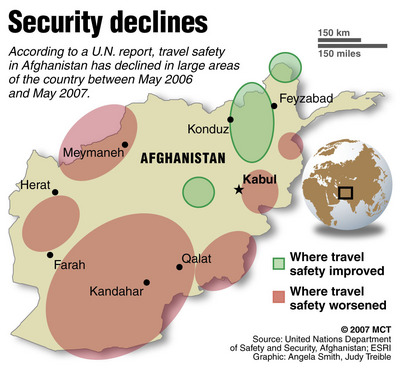 Security declines
According to a U.N. report, travel safety
in Afghanistan has declined in large areas
of the country between May 2006
and May 2007.
150 km
150 miles
Feyzabad
Konduz
Meymaneh
AFGHANISTAN
Kabul
Herat
Farah
Qalat
Kandahar
Where travel
safety improved
Where travel
safety worsened
© 2007 MCT
Source: United Nations Department
of Safety and Security, Afghanistan; ESRI
Graphic: Angela Smith, Judy Treible